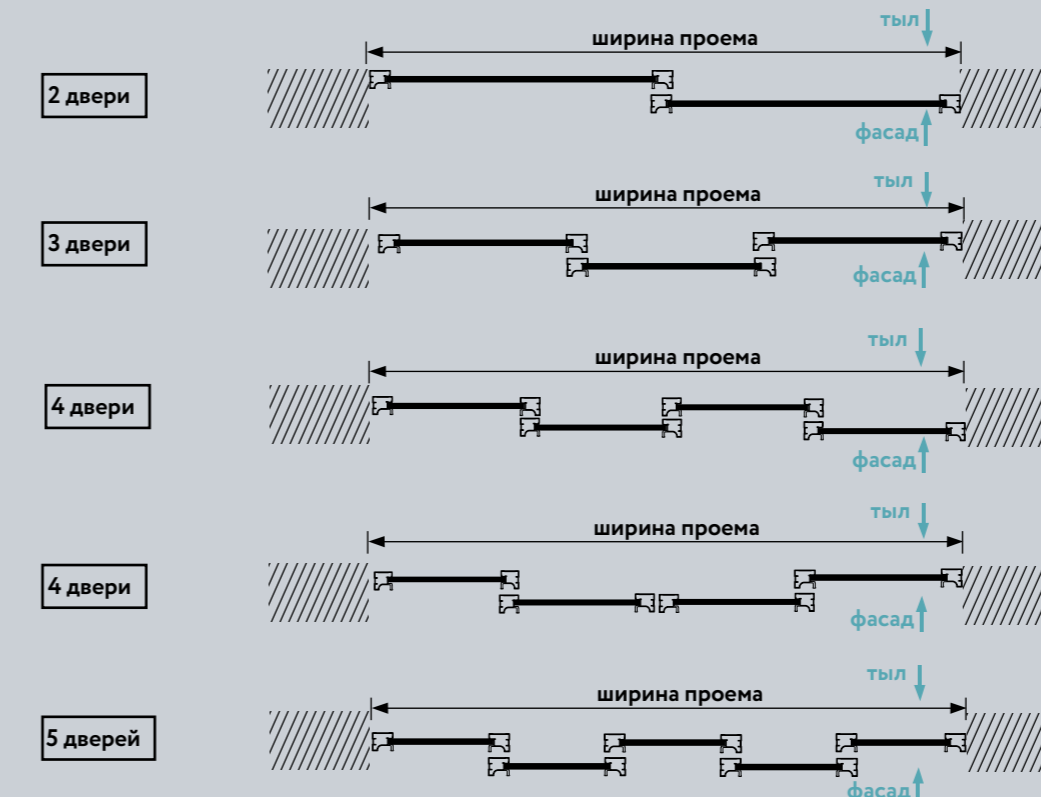 тыл
ширина проема
2 двери
фасад
тыл
ширина проема
3 двери
фасад
тыл
ширина проема
4 двери
фасад
тыл
ширина проема
4 двери
фасад
тыл
ширина проема
5 дверей
фасад